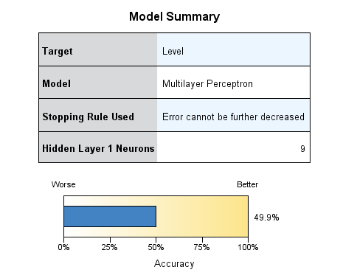 Model Summary
Target Level
Model Multilayer Perceptron
Stopping Rule Used Error cannot be further decreased
Hidden Layer 1 Neurons 9
Worse Better
49.9%
0% 25% 50% 75% 100%
Accuracy